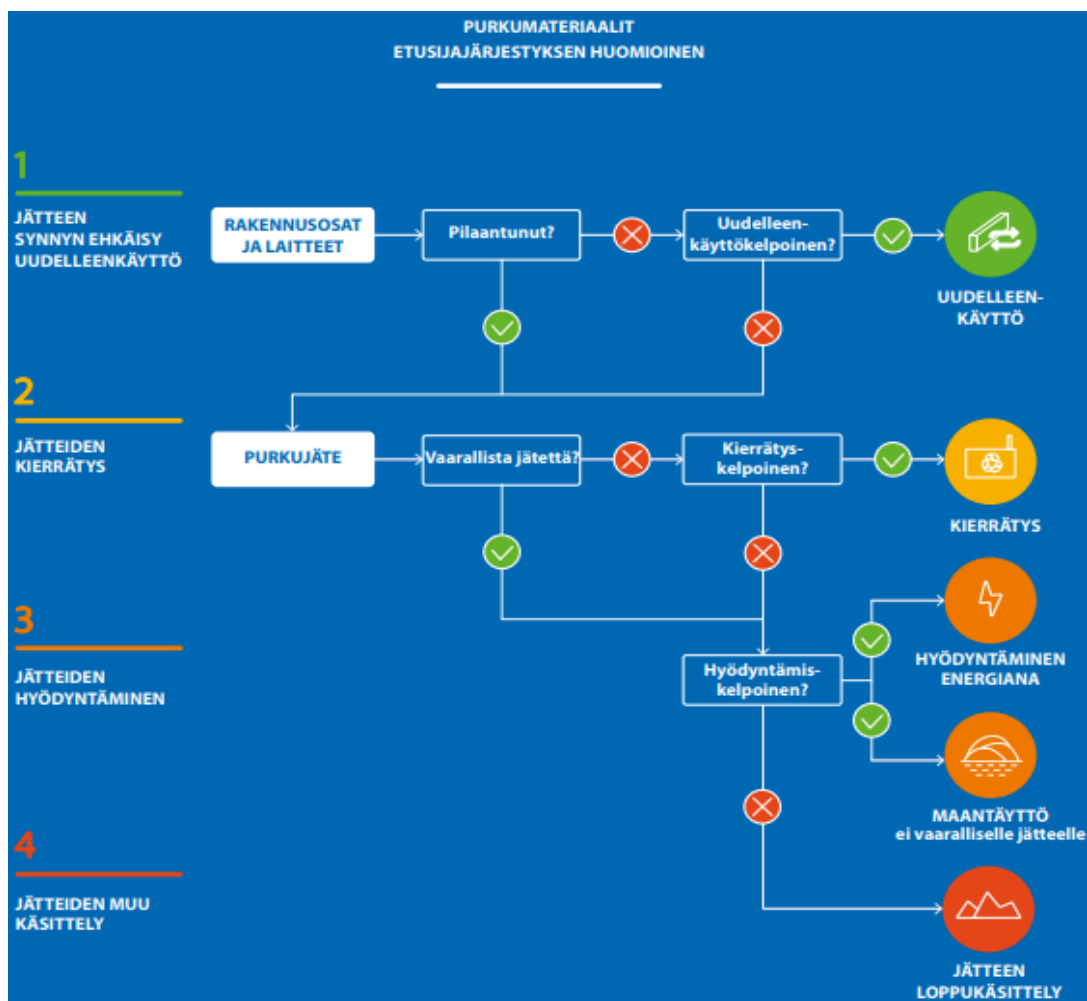 PURKUMATERIAALIT
ETUSIJAJÄRJESTYKSEN HUOMIOINEN
1
JÄTTEEN
SYNNYN EHKÄISY
UUDELLEENKÄYTTÖ
RAKENNUSOSAT
JA LAITTEET
Pilaantunut?
Uudelleen-
käyttökelpoinen?
UUDELLEEN-
KÄYTTÖ
2
JÄTTEIDEN
KIERRÄTYS
PURKUJÄTE
Vaarallista jätettä?
Kierrätys-
kelpoinen?
KIERRÄTYS
3
JÄTTEIDEN
HYÖDYNTÄMINEN
Hyödyntämis-
kelpoinen?
HYÖDYNTÄMINEN
ENERGIANA
MAANTÄYTTÖ
ei vaaralliselle jätteelle
4
JÄTTEIDEN MUU
KÄSITTELY
JÄTTEEN
LOPPUKÄSITTELY